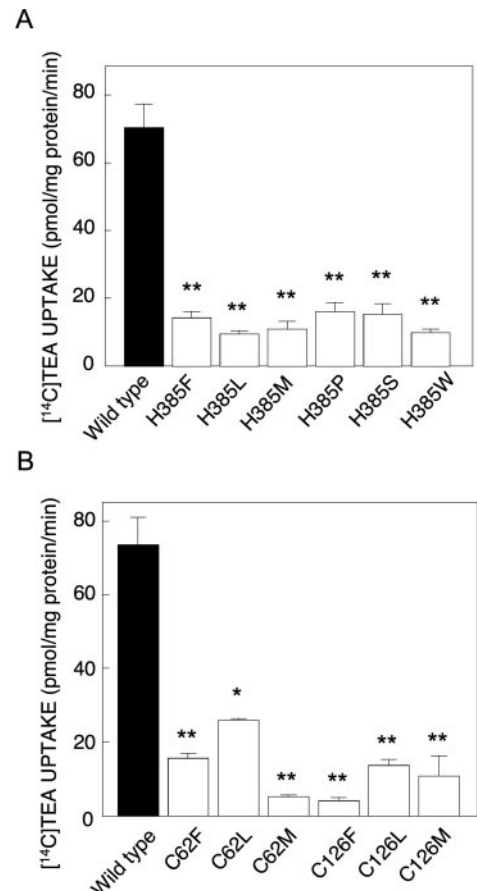 A
[¹⁴C]TEA UPTAKE (pmol/mg protein/min)
80
60
40
20
0
** ** ** ** ** **
Wild type H385F H385L H385M H385P H385S H385W
B
[¹⁴C]TEA UPTAKE (pmol/mg protein/min)
80
60
40
20
0
** * ** ** ** **
Wild type C62F C62L C62M C126F C126L C126M